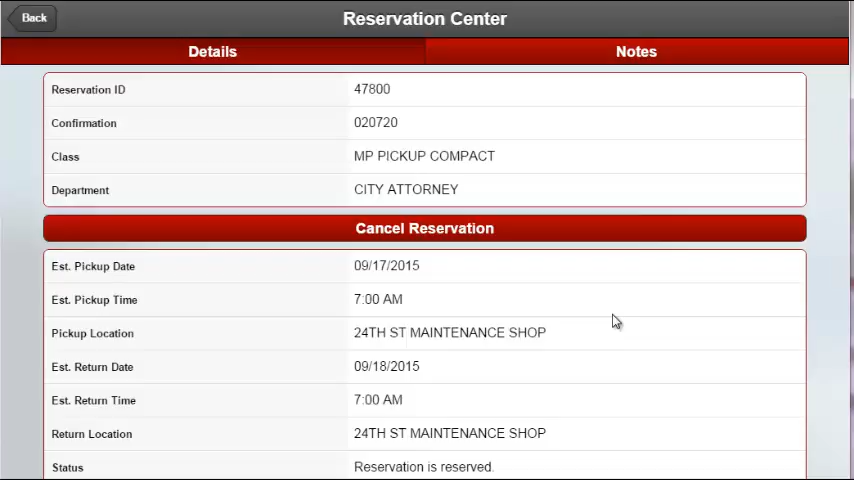 Back
Reservation Center
Details Notes
Reservation ID 47800
Confirmation 020720
Class MP PICKUP COMPACT
Department CITY ATTORNEY
Cancel Reservation
Est. Pickup Date 09/17/2015
Est. Pickup Time 7:00 AM
Pickup Location 24TH ST MAINTENANCE SHOP
Est. Return Date 09/18/2015
Est. Return Time 7:00 AM
Return Location 24TH ST MAINTENANCE SHOP
Status Reservation is reserved.